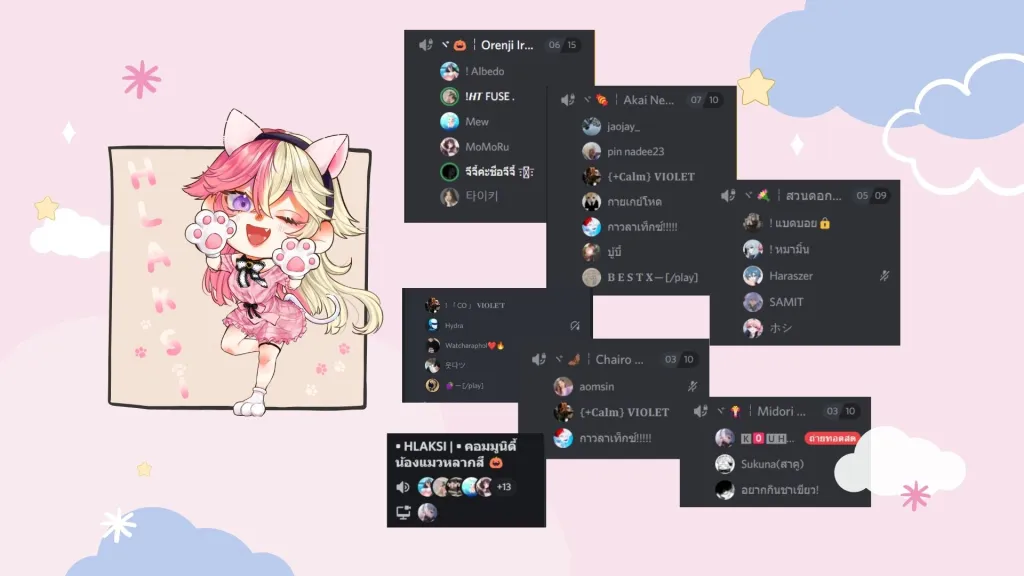 HLAKSI
Orenji Ir... 06 15
! Albedo
!HT FUSE .
Mew
MoMoRu
จีจี้ค่ะชื่อจีจี้
타이키
Akai Ne... 07 10
jaojay_
pin nadee23
{+Calm} VIOLET
กายเกย์โหด
กาวลาเท็กซ์!!!!!
บู้บี้
B E S T X — [/play]
สวนดอก... 05 09
! แบดบอย🔒
! หมามิ้น
Haraszer
SAMIT
ホシ
「 CO 」 VIOLET
Hydra
Watcharaphol❤️🔥
— [/play]
Chairo ... 03 10
aomsin
{+Calm} VIOLET
กาวลาเท็กซ์!!!!!
Midori ... 03 10
K O U H... ถ่ายทอดสด
Sukuna(สาคู)
อยากกินชาเขียว!
▪ HLAKSI | ▪ คอมมูนิตี้
น้องแมวหลากสี 🎃
+13